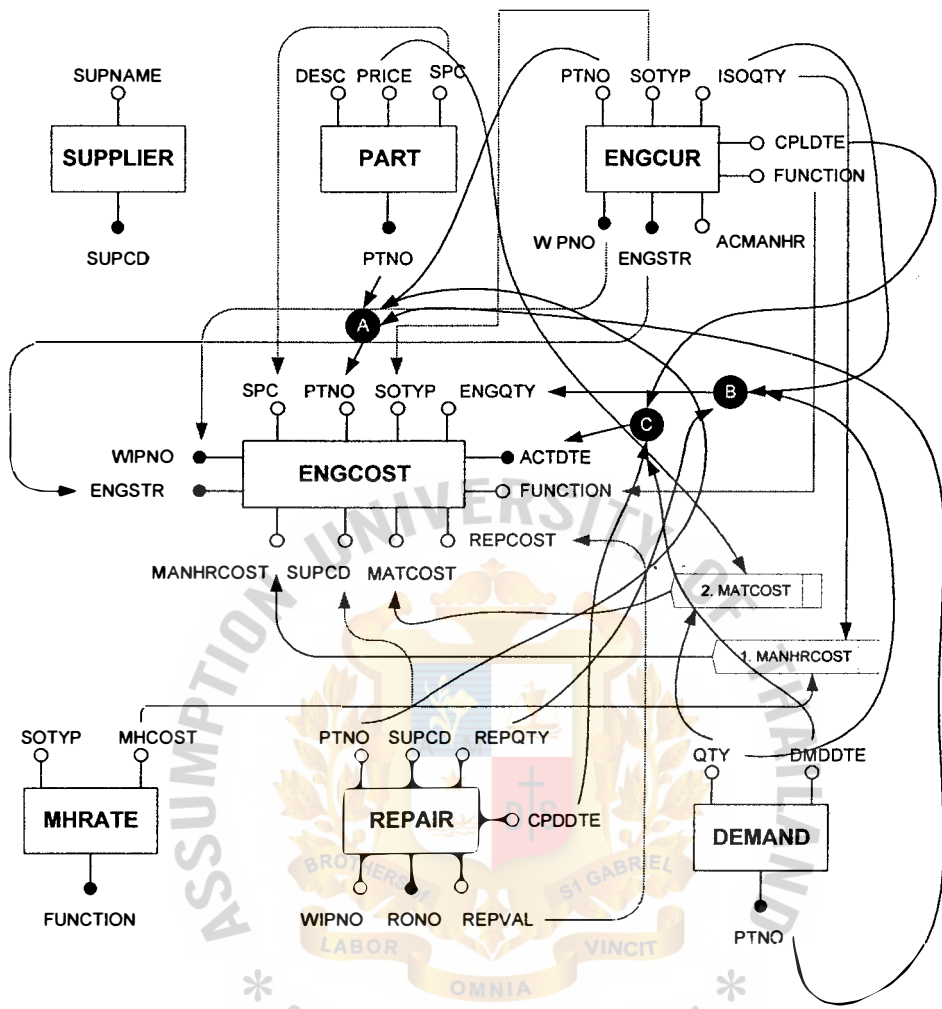 SUPNAME
DESC PRICE SPC
PTNO SOTYP ISOQTY
SUPPLIER
PART
ENGCUR
CPLDTE
FUNCTION
SUPCD
PTNO
WIPNO
ENGSTR
ACMANHR
A
SPC PTNO SOTYP ENGQTY
B
C
WIPNO
ENGCOST
ACTDTE
ENGSTR
FUNCTION
REPCOST
MANHRCOST SUPCD MATCOST
2. MATCOST
1. MANHRCOST
SOTYP MHCOST
PTNO SUPCD REPQTY
QTY DMDDTE
MHRATE
REPAIR
CPDDTE
DEMAND
FUNCTION
WIPNO RONO REPVAL
PTNO
ASSUMPTION UNIVERSITY OF THAILAND
D S
BROTHERS of ST GABRIEL
LABOR
VINCIT
OMNIA